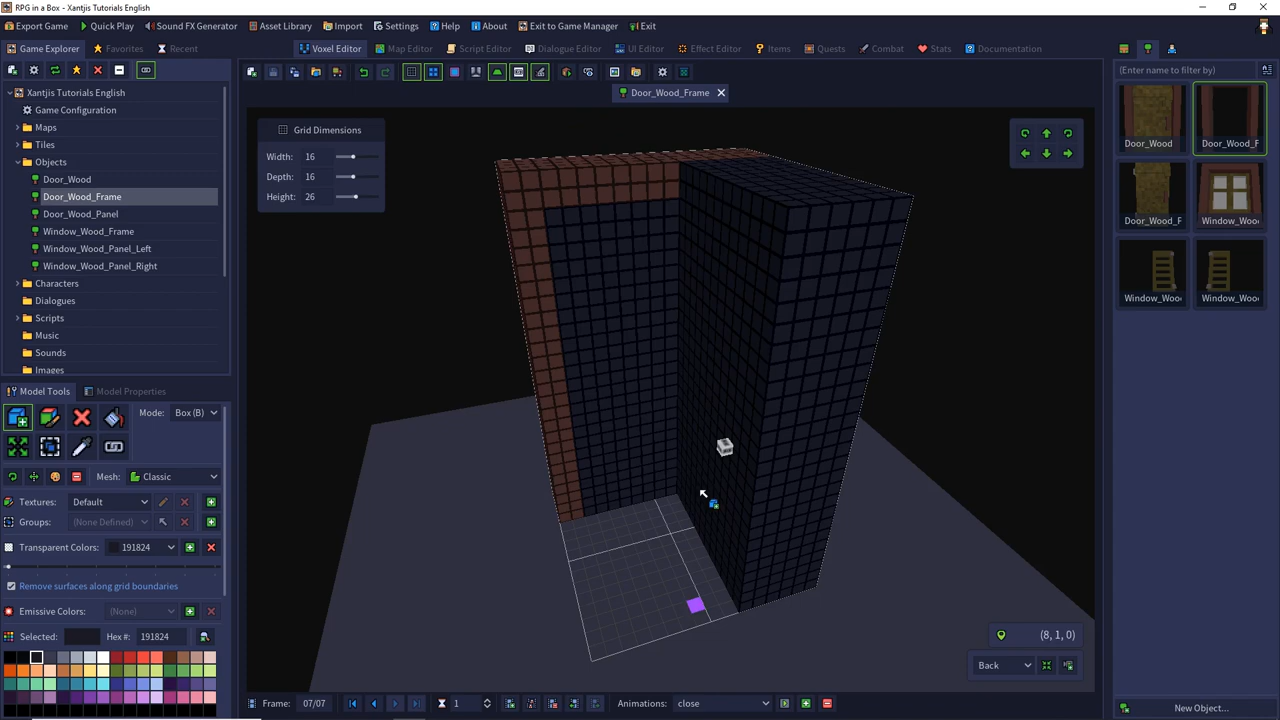 RPG in a Box — Xantjis Tutorials English
Export Game
Quick Play
Sound FX Generator
Asset Library
Import
Settings
Help
About
Exit to Game Manager
Exit
Game Explorer
Favorites
Recent
Voxel Editor
Map Editor
Script Editor
Dialogue Editor
UI Editor
Effect Editor
Items
Quests
Combat
Stats
Documentation
(Enter name to filter by)
Door_Wood_Frame
Xantjis Tutorials English
Game Configuration
Maps
Tiles
Objects
Door_Wood
Door_Wood_Frame
Door_Wood_Panel
Window_Wood_Frame
Window_Wood_Panel_Left
Window_Wood_Panel_Right
Characters
Dialogues
Scripts
Music
Sounds
Images
Grid Dimensions
Width: 16
Depth: 16
Height: 26
Door_Wood
Door_Wood_F
Door_Wood_F
Window_Woo
Window_Woo
Window_Woo
Model Tools
Model Properties
Mode: Box (B)
Mesh: Classic
Textures: Default
Groups: (None Defined)
Transparent Colors: 191824
Remove surfaces along grid boundaries
Emissive Colors: (None)
Selected: Hex #: 191824
(8, 1, 0)
Back
Frame: 07/07
1
Animations: close
New Object...